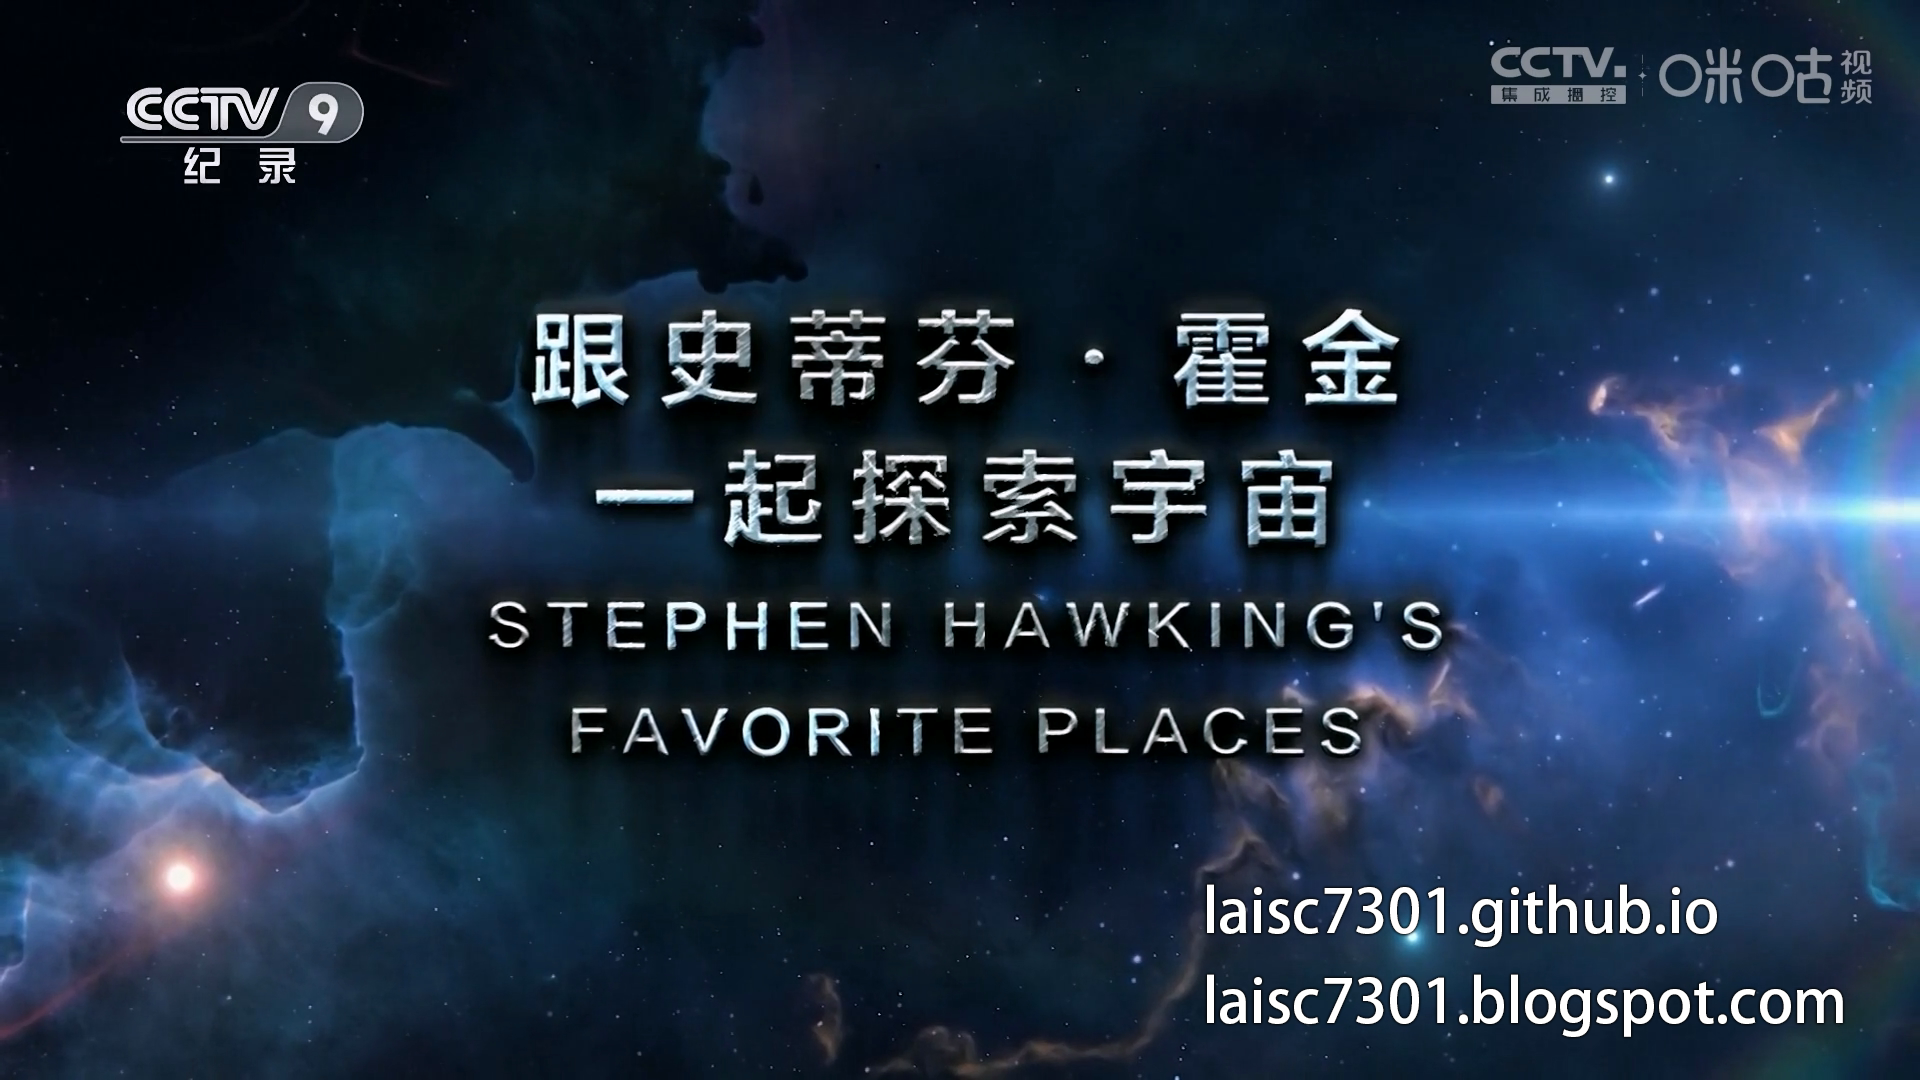 CCTV 9
纪录
CCTV.
集成播控
咪咕视频
跟史蒂芬·霍金
一起探索宇宙
STEPHEN HAWKING'S
FAVORITE PLACES
laisc7301.github.io
laisc7301.blogspot.com